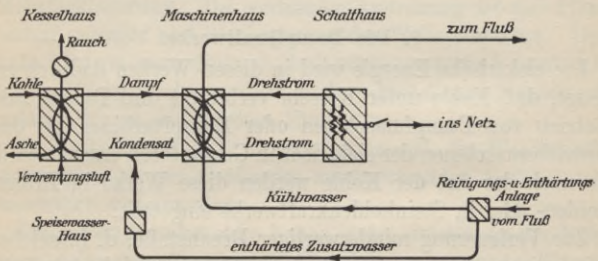 Kesselhaus
Maschinenhaus
Schalthaus
Rauch
zum Fluß
Kohle
Dampf
Drehstrom
ins Netz
Asche
Kondensat
Drehstrom
Verbrennungsluft
Kühlwasser
Reinigungs-u-Enthärtungs-
Anlage
vom Fluß
Speisewasser-
Haus
enthärtetes Zusatzwasser